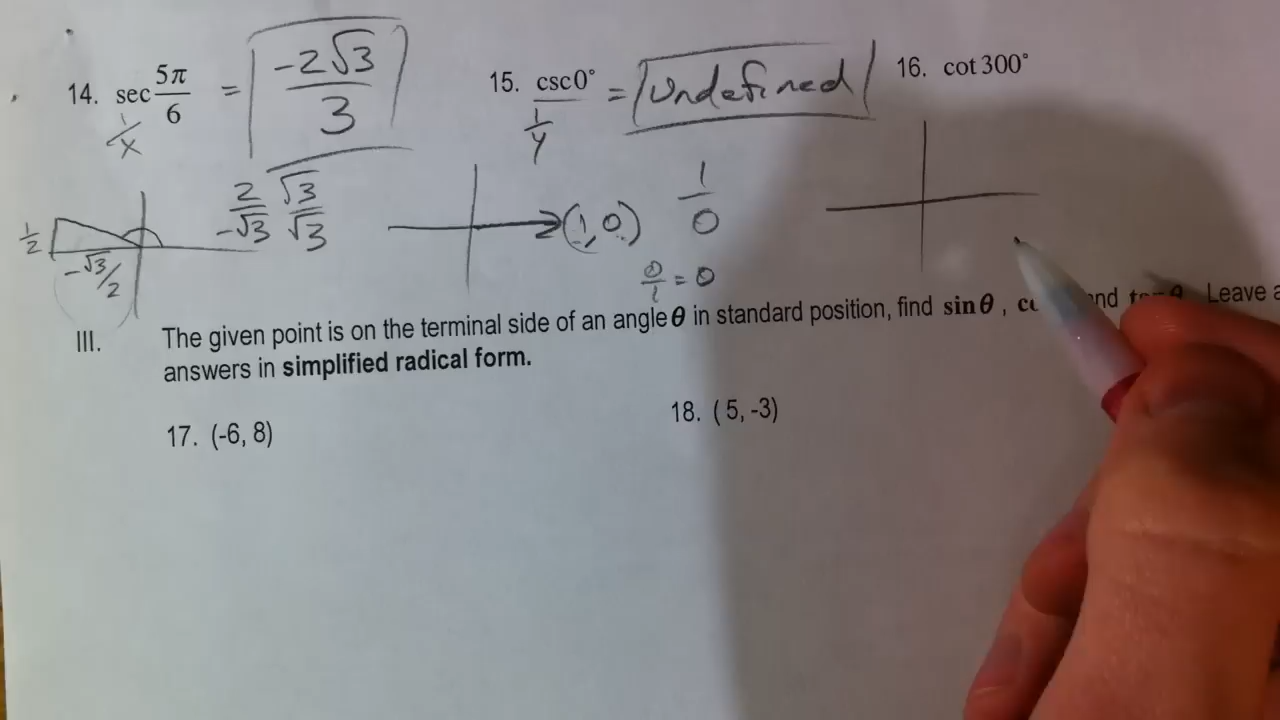 14. sec 5π/6 = -2√3/3
1/x
2/-√3 √3/√3
1/2
-√3/2
15. csc 0° = Undefined
1/y
(1,0)
1/0
0/1 = 0
16. cot 300°
III. The given point is on the terminal side of an angle θ in standard position, find sin θ, and Leave
answers in simplified radical form.
17. (-6, 8)
18. ( 5, -3)